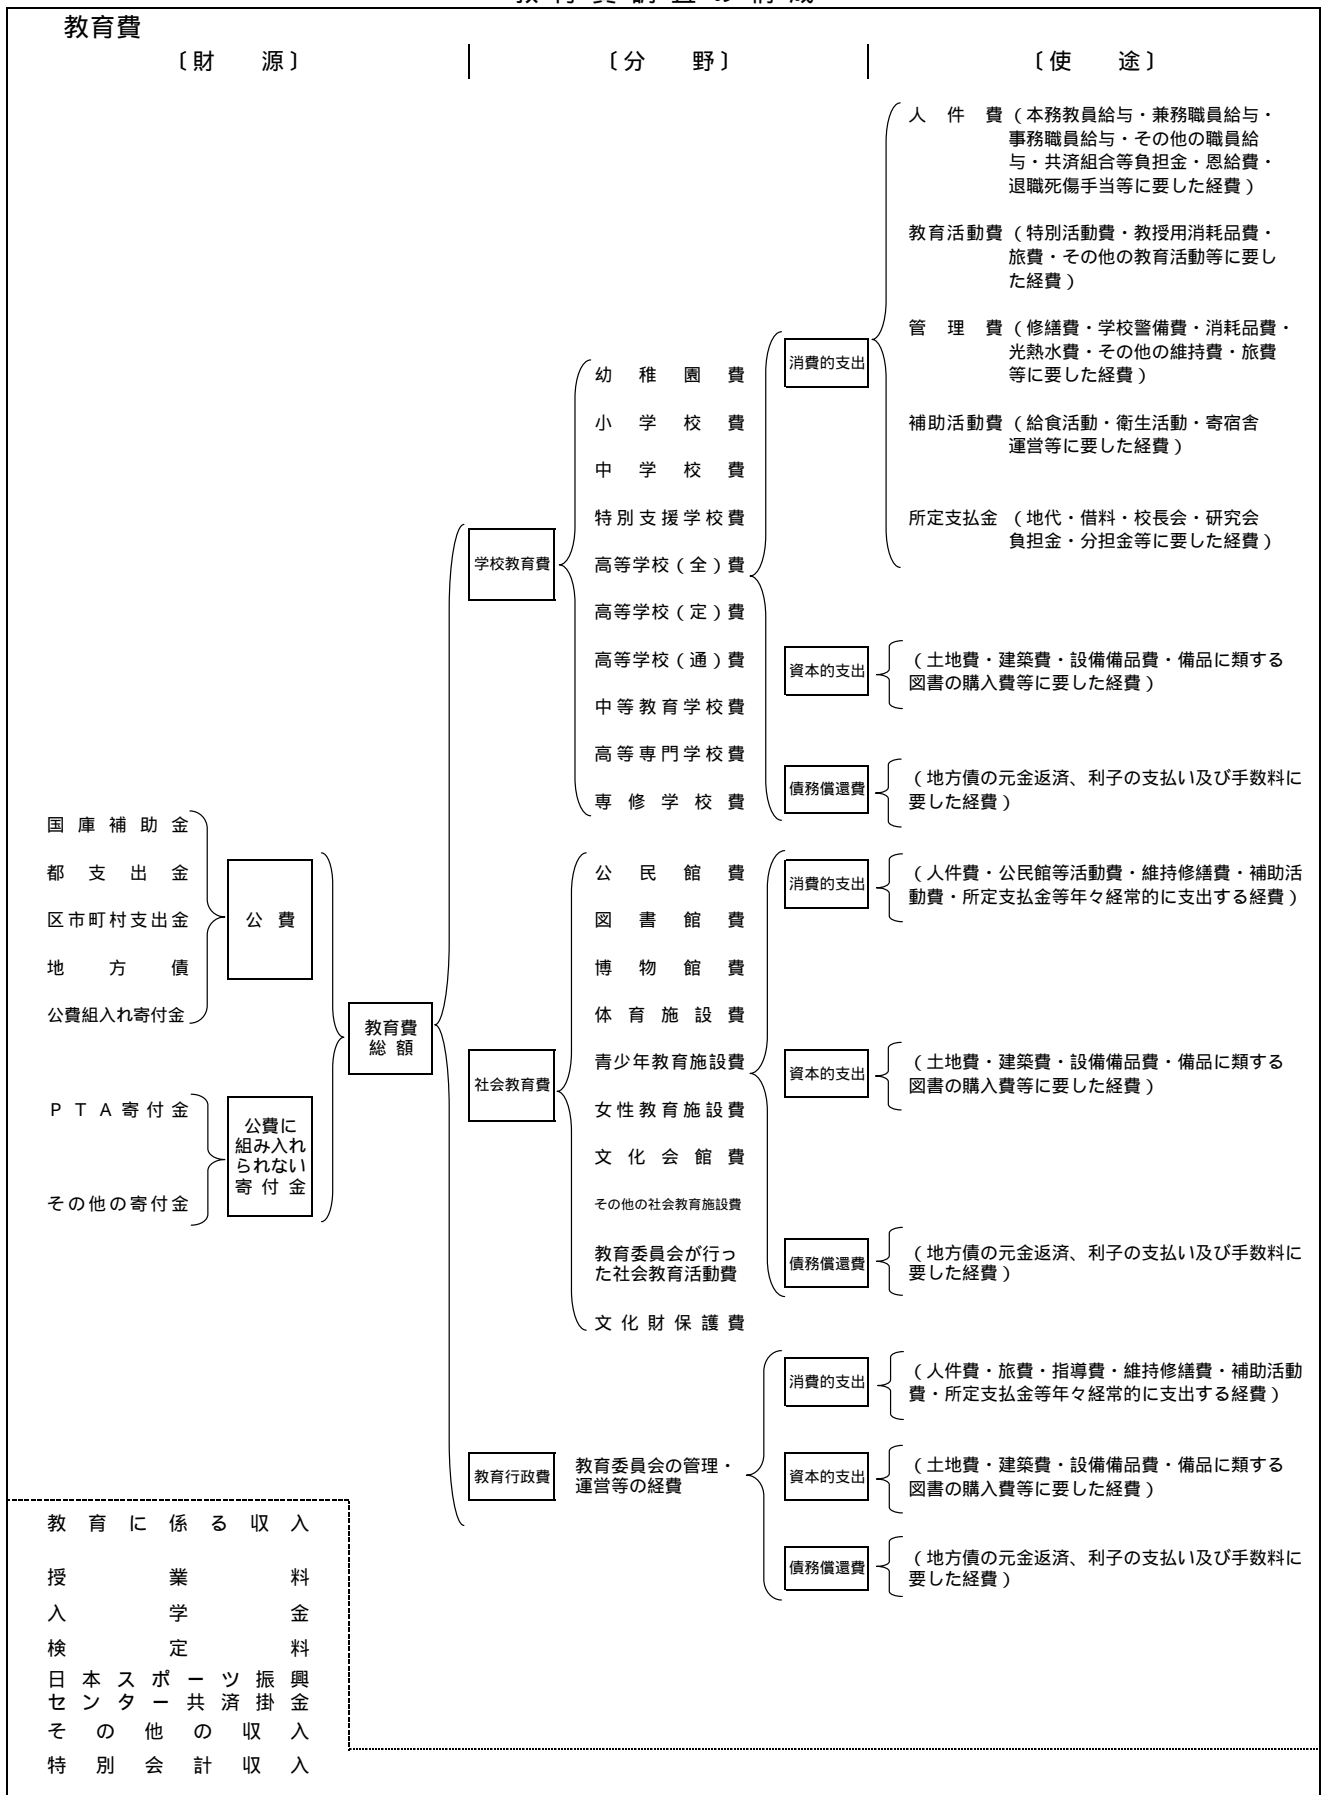 教育費調査の構成
教育費
〔財　源〕
〔分　野〕
〔使　途〕
国庫補助金
都支出金
区市町村支出金
地方債
公費組入れ寄付金
公費
PTA寄付金
その他の寄付金
公費に
組み入れ
られない
寄付金
教育費
総額
学校教育費
幼稚園費
小学校費
中学校費
特別支援学校費
高等学校(全)費
高等学校(定)費
高等学校(通)費
中等教育学校費
高等専門学校費
専修学校費
消費的支出
人件費(本務教員給与・兼務職員給与・
事務職員給与・その他の職員給
与・共済組合等負担金・恩給費・
退職死傷手当等に要した経費)
教育活動費(特別活動費・教授用消耗品費・
旅費・その他の教育活動等に要し
た経費)
管理費(修繕費・学校警備費・消耗品費・
光熱水費・その他の維持費・旅費
等に要した経費)
補助活動費(給食活動・衛生活動・寄宿舎
運営等に要した経費)
所定支払金(地代・借料・校長会・研究会
負担金・分担金等に要した経費)
資本的支出
(土地費・建築費・設備備品費・備品に類する
図書の購入費等に要した経費)
債務償還費
(地方債の元金返済、利子の支払い及び手数料に
要した経費)
社会教育費
公民館費
図書館費
博物館費
体育施設費
青少年教育施設費
女性教育施設費
文化会館費
その他の社会教育施設費
教育委員会が行っ
た社会教育活動費
文化財保護費
消費的支出
(人件費・公民館等活動費・維持修繕費・補助活
動費・所定支払金等年々経常的に支出する経費)
資本的支出
(土地費・建築費・設備備品費・備品に類する
図書の購入費等に要した経費)
債務償還費
(地方債の元金返済、利子の支払い及び手数料に
要した経費)
教育行政費
教育委員会の管理・
運営等の経費
消費的支出
(人件費・旅費・指導費・維持修繕費・補助活動
費・所定支払金等年々経常的に支出する経費)
資本的支出
(土地費・建築費・設備備品費・備品に類する
図書の購入費等に要した経費)
債務償還費
(地方債の元金返済、利子の支払い及び手数料に
要した経費)
教育に係る収入
授業料
入学金
検定料
日本スポーツ振興
センター共済掛金
その他の収入
特別会計収入